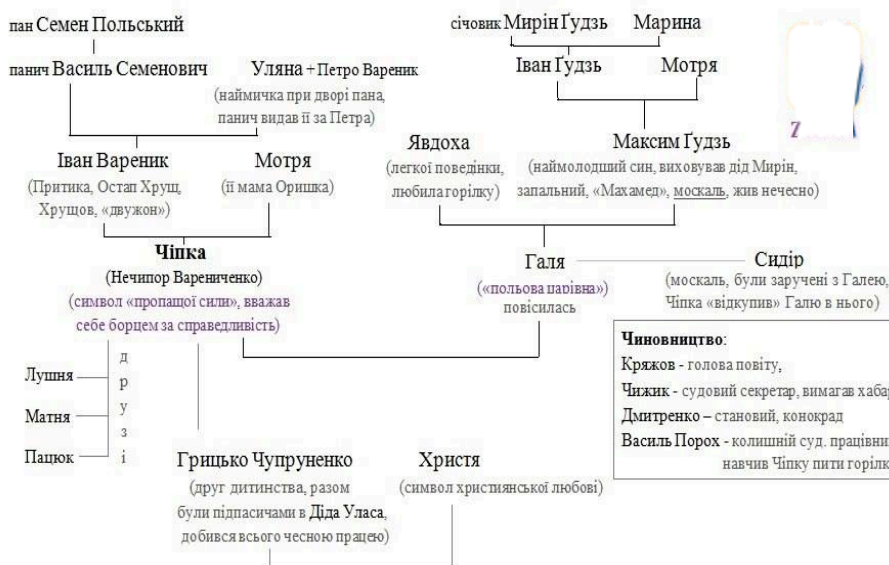 пан Семен Польський
січовик Мирін Ґудзь Марина
панич Василь Семенович Уляна + Петро Вареник
(наймичка при дворі пана,
панич видав її за Петра)
Іван Ґудзь Мотря
Іван Вареник
(Притика, Остап Хрущ,
Хрущов, «двужон»)
Мотря
(її мама Оришка)
Явдоха
(легкої поведінки,
любила горілку)
Максим Ґудзь
(наймолодший син, виховував дід Мирін,
запальний, «Махамед», москаль, жив нечесно)
Z
Чіпка
(Нечипор Варениченко)
(символ «пропащої сили», вважав
себе борцем за справедливість)
Галя
(«польова царівна»)
повісилась
Сидір
(москаль, були заручені з Галею,
Чіпка «відкупив» Галю в нього)
Лушня
Матня
Пацюк
д
р
у
з
і
Чиновництво:
Кряжов - голова повіту,
Чижик - судовий секретар, вимагав хабар
Дмитренко – становий, конокрад
Василь Порох - колишній суд. працівни
навчив Чіпку пити горілк
Грицько Чупруненко
(друг дитинства, разом
були підпасичами в Діда Уласа,
добився всього чесною працею)
Христя
(символ християнської любові)